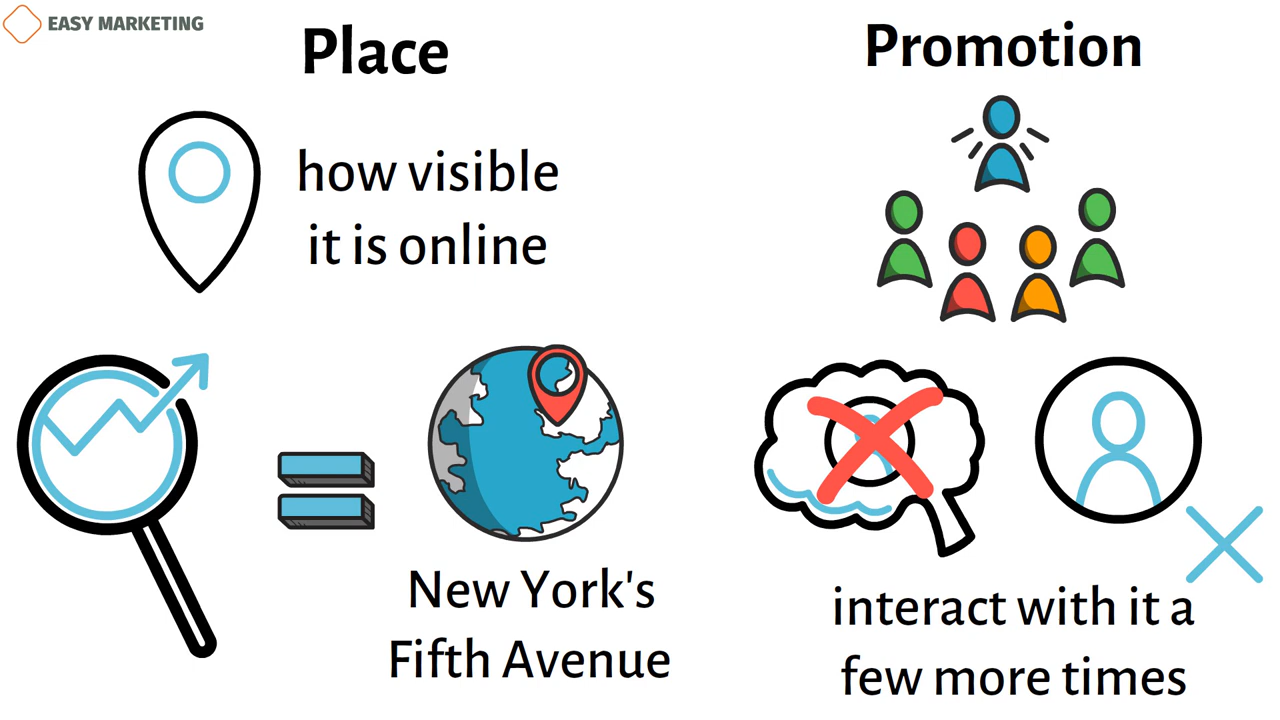 EASY MARKETING
Place
how visible
it is online
New York's
Fifth Avenue
Promotion
interact with it a
few more times